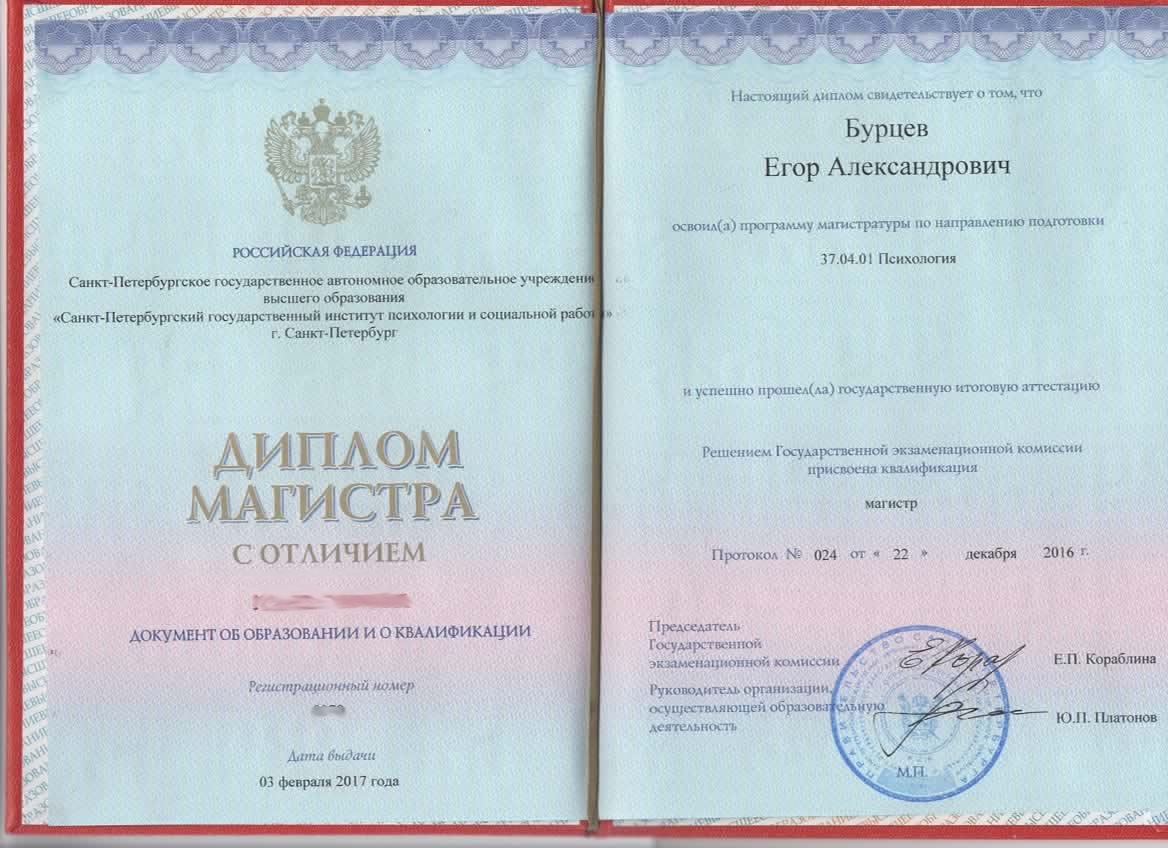 РОССИЙСКАЯ ФЕДЕРАЦИЯ
Санкт-Петербургское государственное автономное образовательное учреждение
высшего образования
«Санкт-Петербургский государственный институт психологии и социальной работы»
г. Санкт-Петербург
ДИПЛОМ
МАГИСТРА
С ОТЛИЧИЕМ
ДОКУМЕНТ ОБ ОБРАЗОВАНИИ И О КВАЛИФИКАЦИИ
Регистрационный номер
Дата выдачи
03 февраля 2017 года
Настоящий диплом свидетельствует о том, что
Бурцев
Егор Александрович
освоил(а) программу магистратуры по направлению подготовки
37.04.01 Психология
и успешно прошел(ла) государственную итоговую аттестацию
Решением Государственной экзаменационной комиссии
присвоена квалификация
магистр
Протокол № 024 от « 22 » декабря 2016 г.
Председатель
Государственной
экзаменационной комиссии
Е.П. Кораблина
Руководитель организации,
осуществляющей образовательную
деятельность
Ю.П. Платонов
М.П.